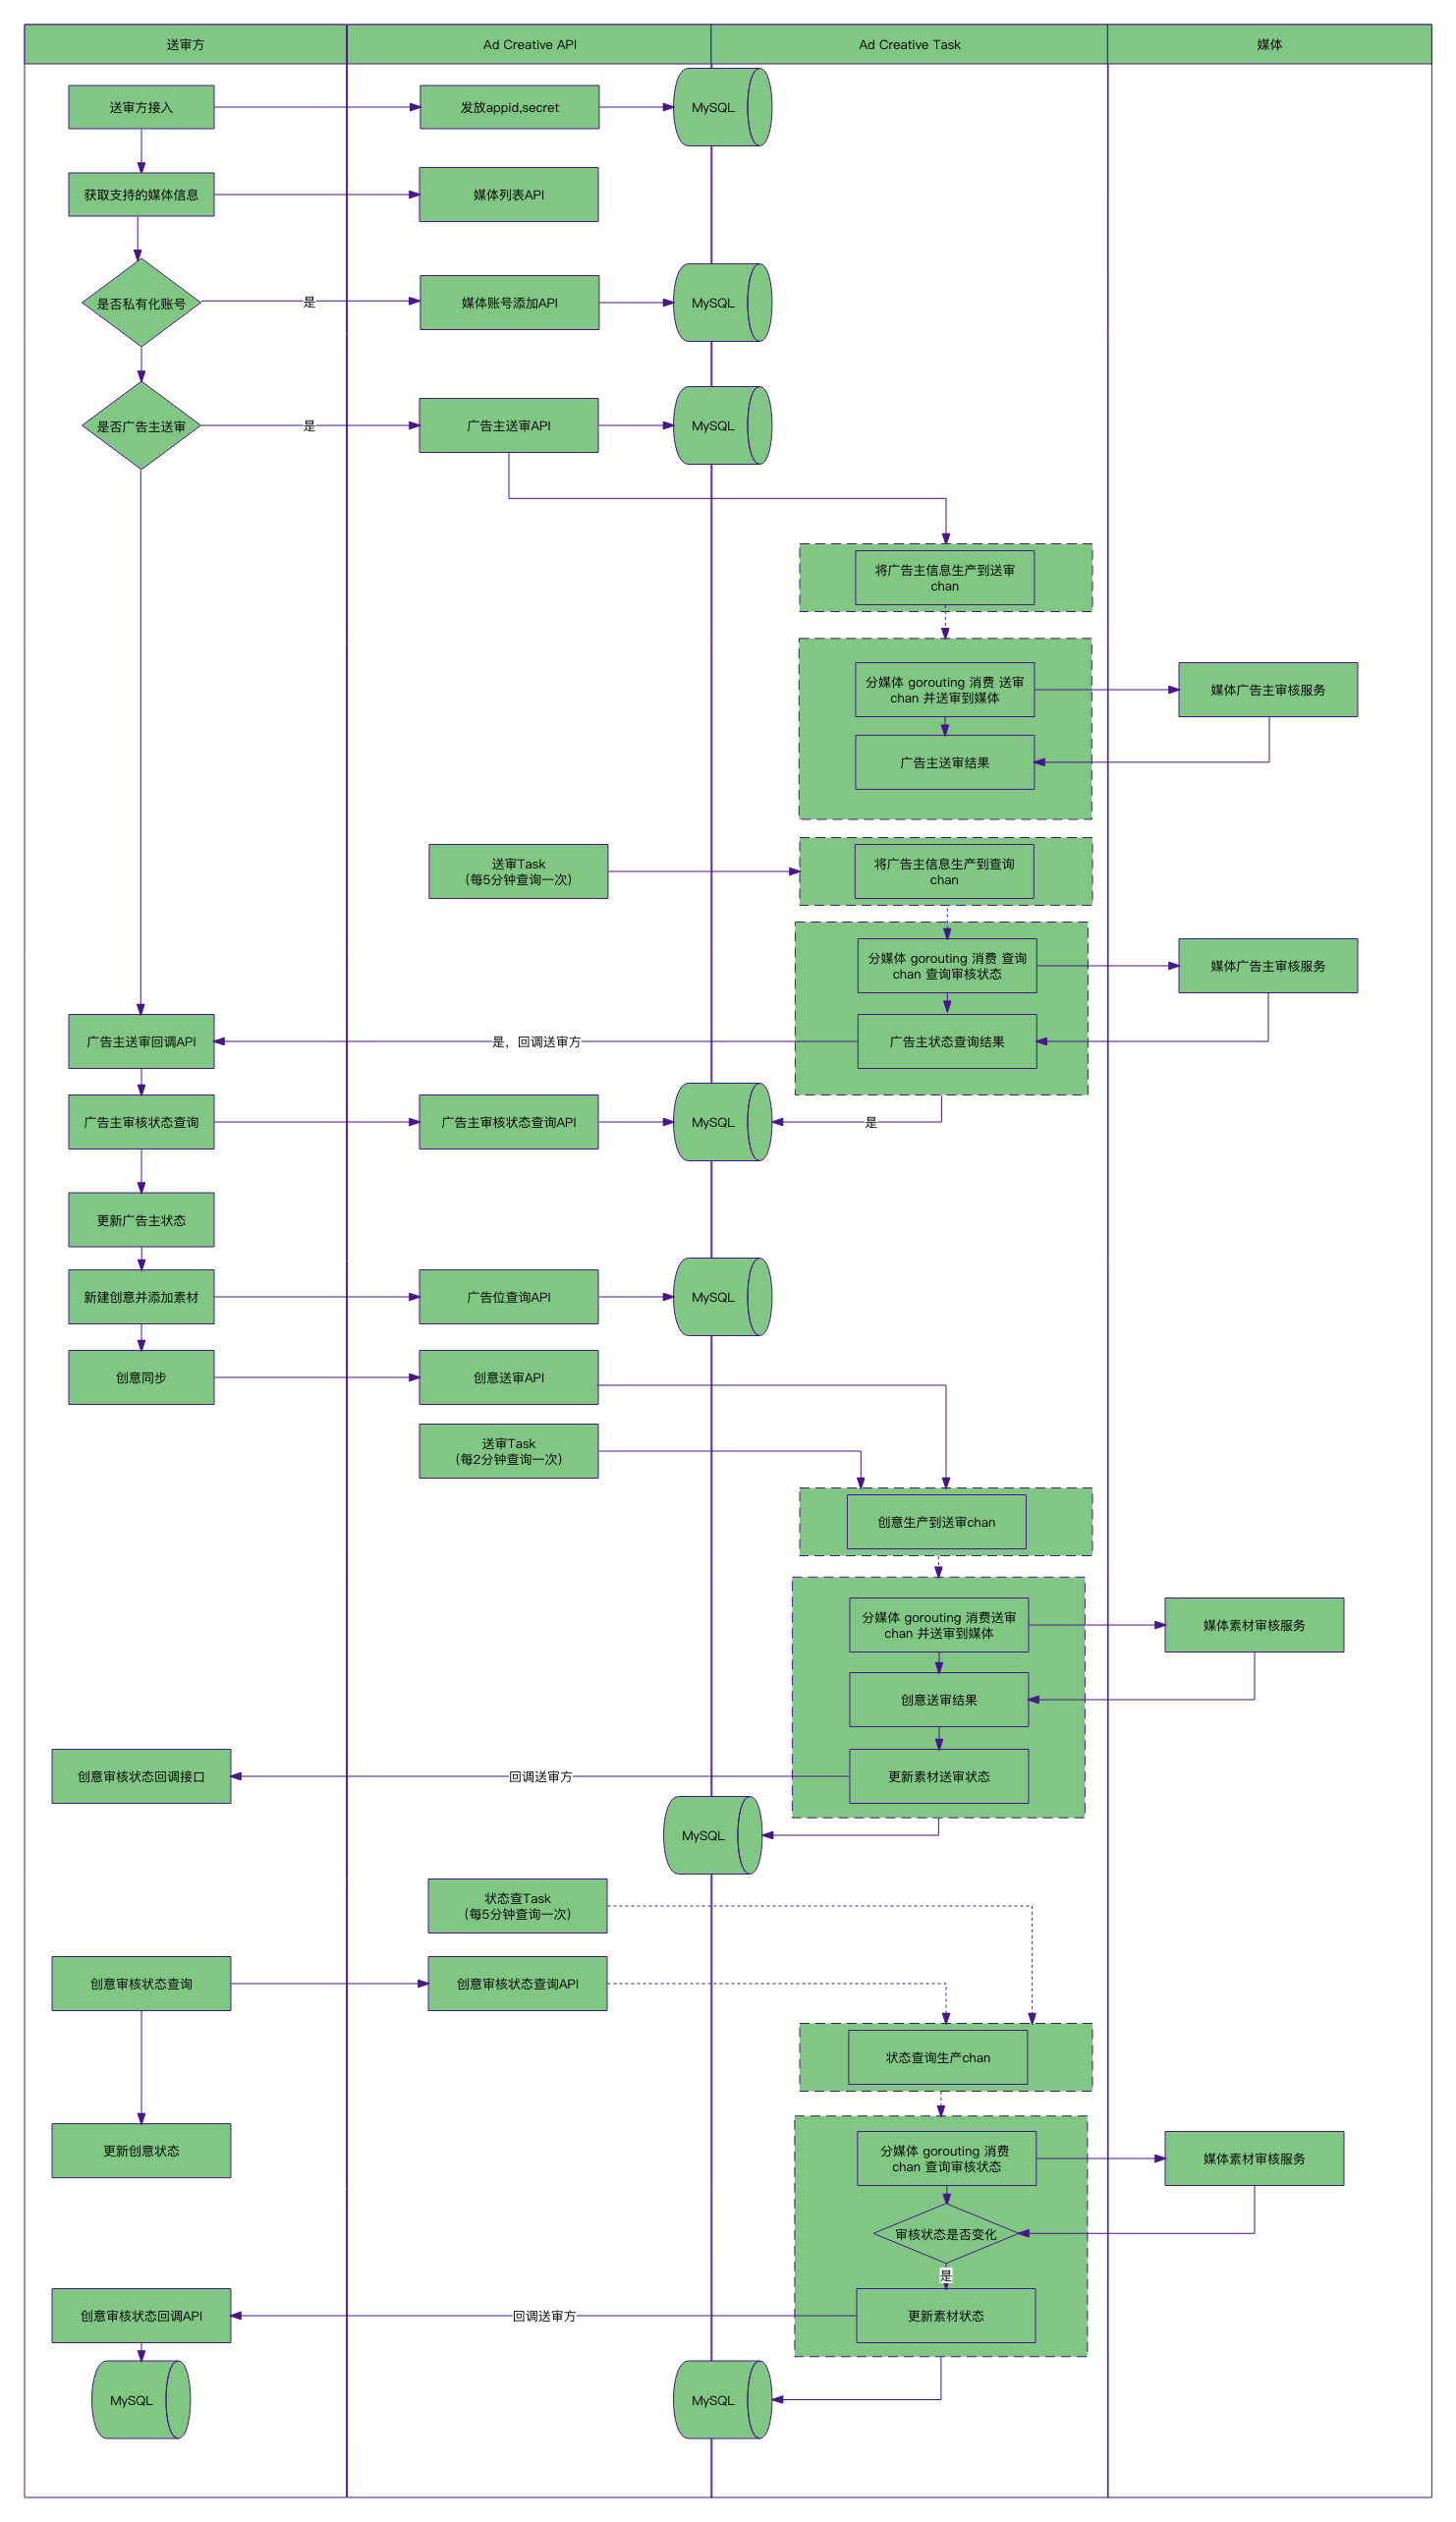 送审方
Ad Creative API
Ad Creative Task
媒体
送审方接入
发放appid,secret
MySQL
获取支持的媒体信息
媒体列表API
是否私有化账号
是
媒体账号添加API
MySQL
是否广告主送审
是
广告主送审API
MySQL
将广告主信息生产到送审
chan
分媒体 gorouting 消费 送审
chan 并送审到媒体
媒体广告主审核服务
广告主送审结果
送审Task
(每5分钟查询一次)
将广告主信息生产到查询
chan
分媒体 gorouting 消费 查询
chan 查询审核状态
媒体广告主审核服务
广告主送审回调API
是，回调送审方
广告主状态查询结果
广告主审核状态查询
广告主审核状态查询API
MySQL
是
更新广告主状态
新建创意并添加素材
广告位查询API
MySQL
创意同步
创意送审API
送审Task
(每2分钟查询一次)
创意生产到送审chan
分媒体 gorouting 消费送审
chan 并送审到媒体
媒体素材审核服务
创意送审结果
创意审核状态回调接口
回调送审方
更新素材送审状态
MySQL
状态查Task
(每5分钟查询一次)
创意审核状态查询
创意审核状态查询API
状态查询生产chan
更新创意状态
分媒体 gorouting 消费
chan 查询审核状态
媒体素材审核服务
审核状态是否变化
是
创意审核状态回调API
回调送审方
更新素材状态
MySQL
MySQL